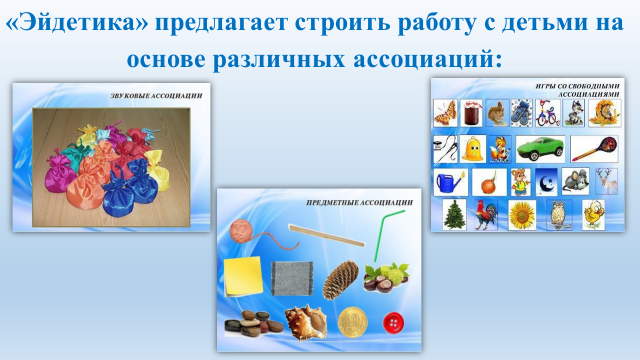 «Эйдетика» предлагает строить работу с детьми на
основе различных ассоциаций:
ЗВУКОВЫЕ АССОЦИАЦИИ
ИГРЫ СО СВОБОДНЫМИ
АССОЦИАЦИЯМИ
ПРЕДМЕТНЫЕ АССОЦИАЦИИ